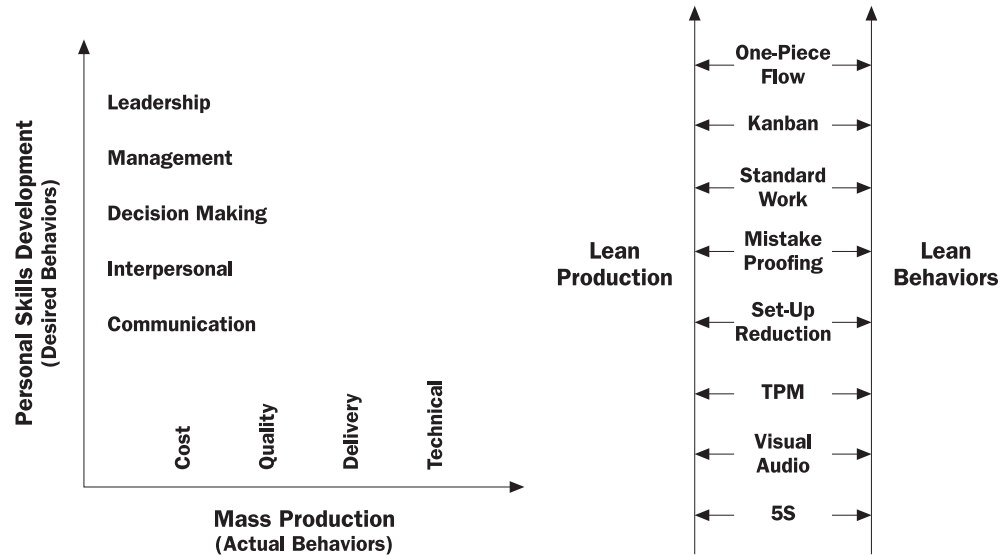 Personal Skills Development
(Desired Behaviors)
Leadership
Management
Decision Making
Interpersonal
Communication
Cost
Quality
Delivery
Technical
Mass Production
(Actual Behaviors)
Lean
Production
One-Piece
Flow
Kanban
Standard
Work
Mistake
Proofing
Set-Up
Reduction
TPM
Visual
Audio
5S
Lean
Behaviors